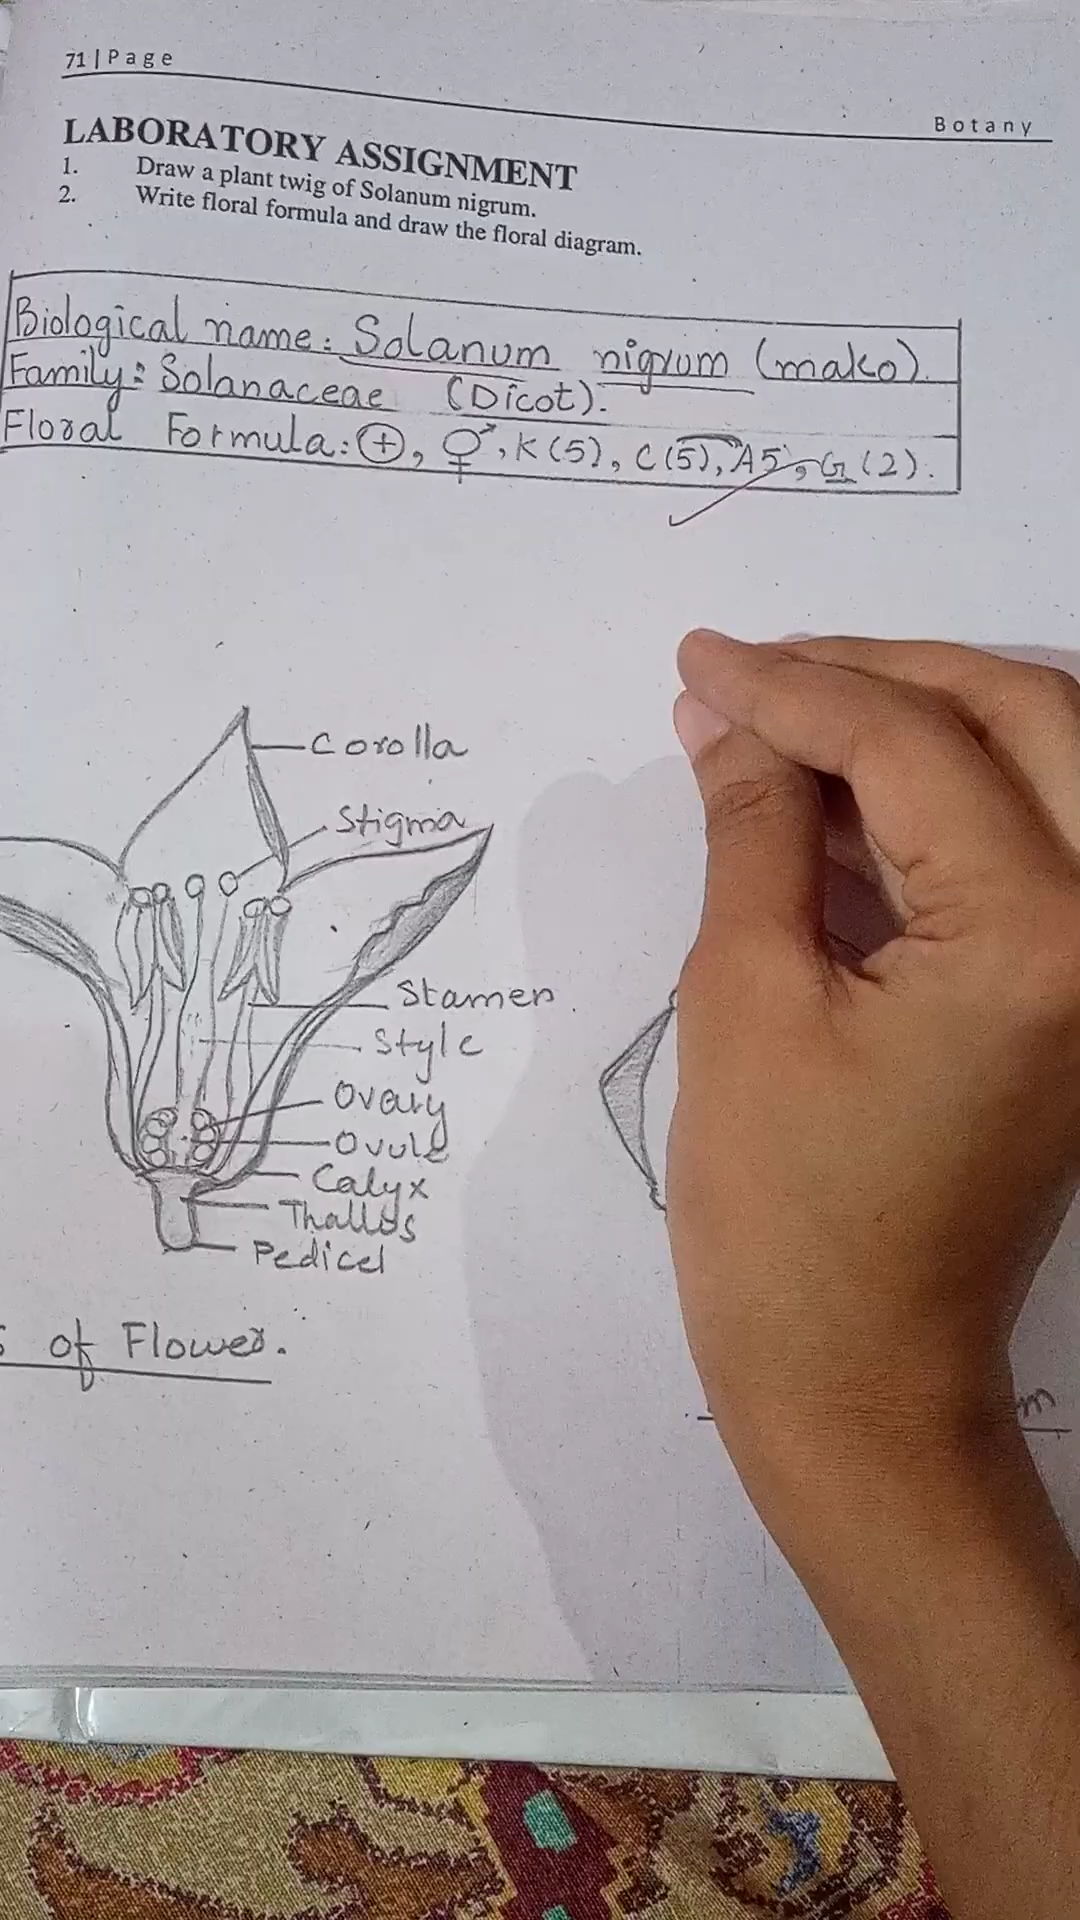 71 | Page
Botany
LABORATORY ASSIGNMENT
1. Draw a plant twig of Solanum nigrum.
2. Write floral formula and draw the floral diagram.
Biological name: Solanum nigrum (mako).
Family: Solanaceae (Dicot).
Floral Formula: ⊕, ⚥, K(5), C(5), A5, G(2).
Corolla
Stigma
Stamen
Style
Ovary
Ovule
Calyx
Thallus
Pedicel
of Flower.